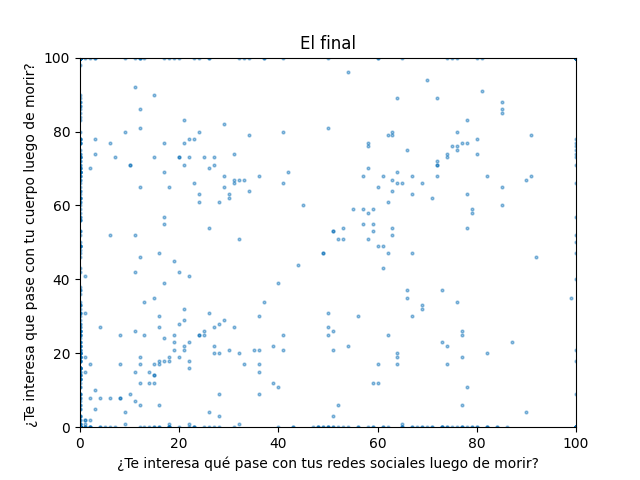 El final
¿Te interesa que pase con tu cuerpo luego de morir?
100
80
60
40
20
0
0 20 40 60 80 100
¿Te interesa qué pase con tus redes sociales luego de morir?